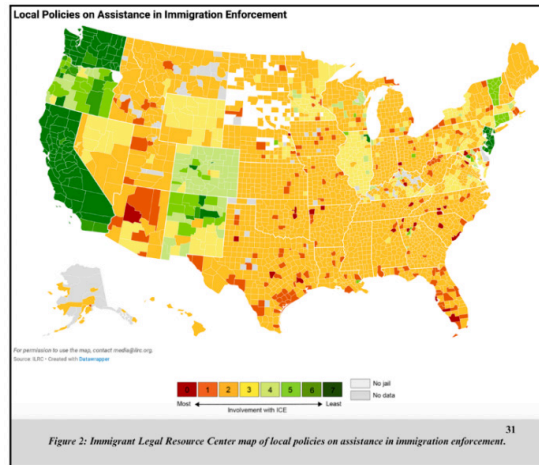 Local Policies on Assistance in Immigration Enforcement
For permission to use the map, contact media@ilrc.org.
Source: ILRC • Created with Datawrapper
0 1 2 3 4 5 6 7 No jail
No data
Most Involvement with ICE Least
31
Figure 2: Immigrant Legal Resource Center map of local policies on assistance in immigration enforcement.